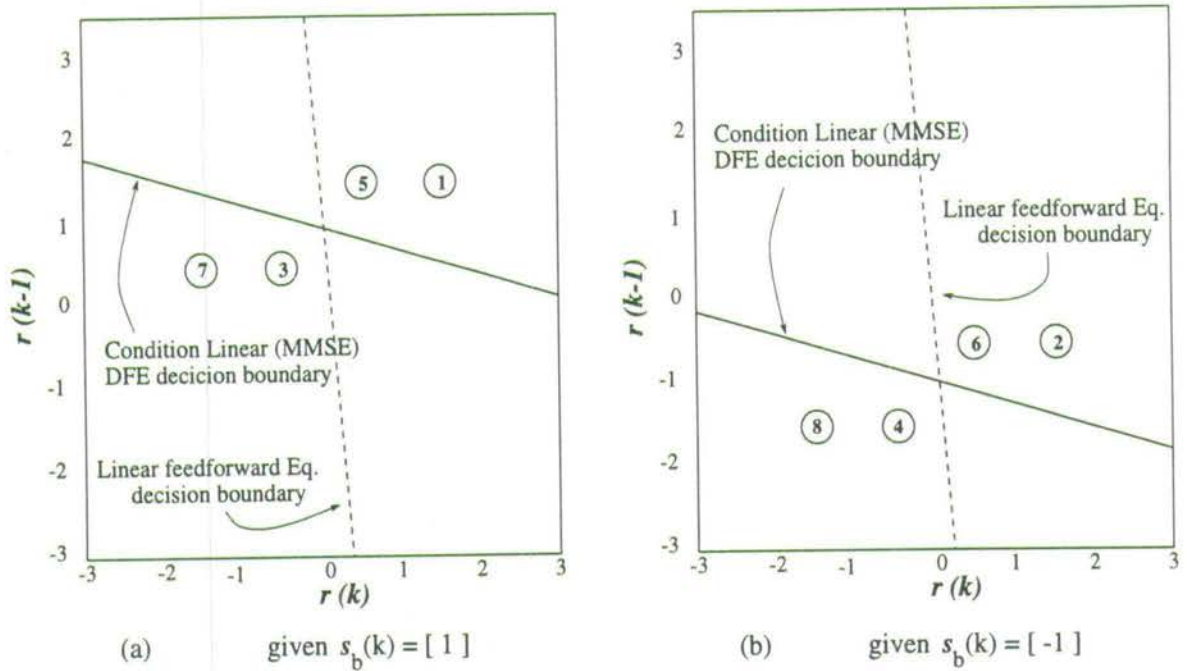 3
2
1
0
-1
-2
-3
r (k-1)
5
1
7
3
Condition Linear (MMSE)
DFE decicion boundary
Linear feedforward Eq.
decision boundary
-3
-2
-1
0
1
2
3
r (k)
(a) given s_b(k) = [ 1 ]
3
2
1
0
-1
-2
-3
r (k-1)
Condition Linear (MMSE)
DFE decicion boundary
Linear feedforward Eq.
decision boundary
6
2
8
4
-3
-2
-1
0
1
2
3
r (k)
(b) given s_b(k) = [ -1 ]